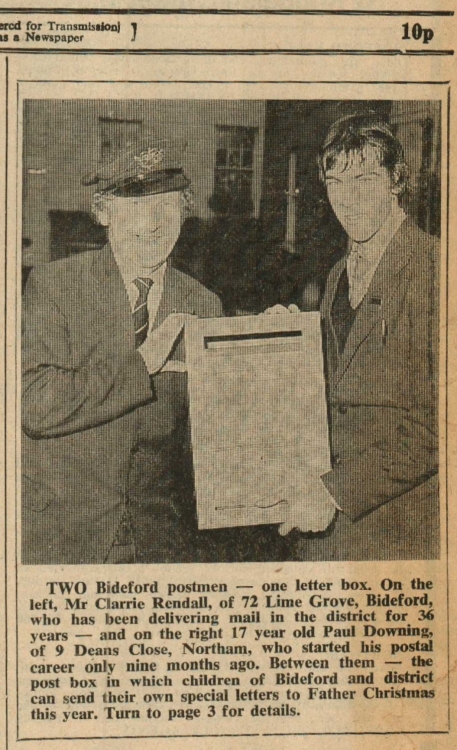 ered for Transmission
as a Newspaper
10p
TWO Bideford postmen — one letter box. On the
left, Mr Clarrie Rendall, of 72 Lime Grove, Bideford,
who has been delivering mail in the district for 36
years — and on the right 17 year old Paul Downing,
of 9 Deans Close, Northam, who started his postal
career only nine months ago. Between them — the
post box in which children of Bideford and district
can send their own special letters to Father Christmas
this year. Turn to page 3 for details.